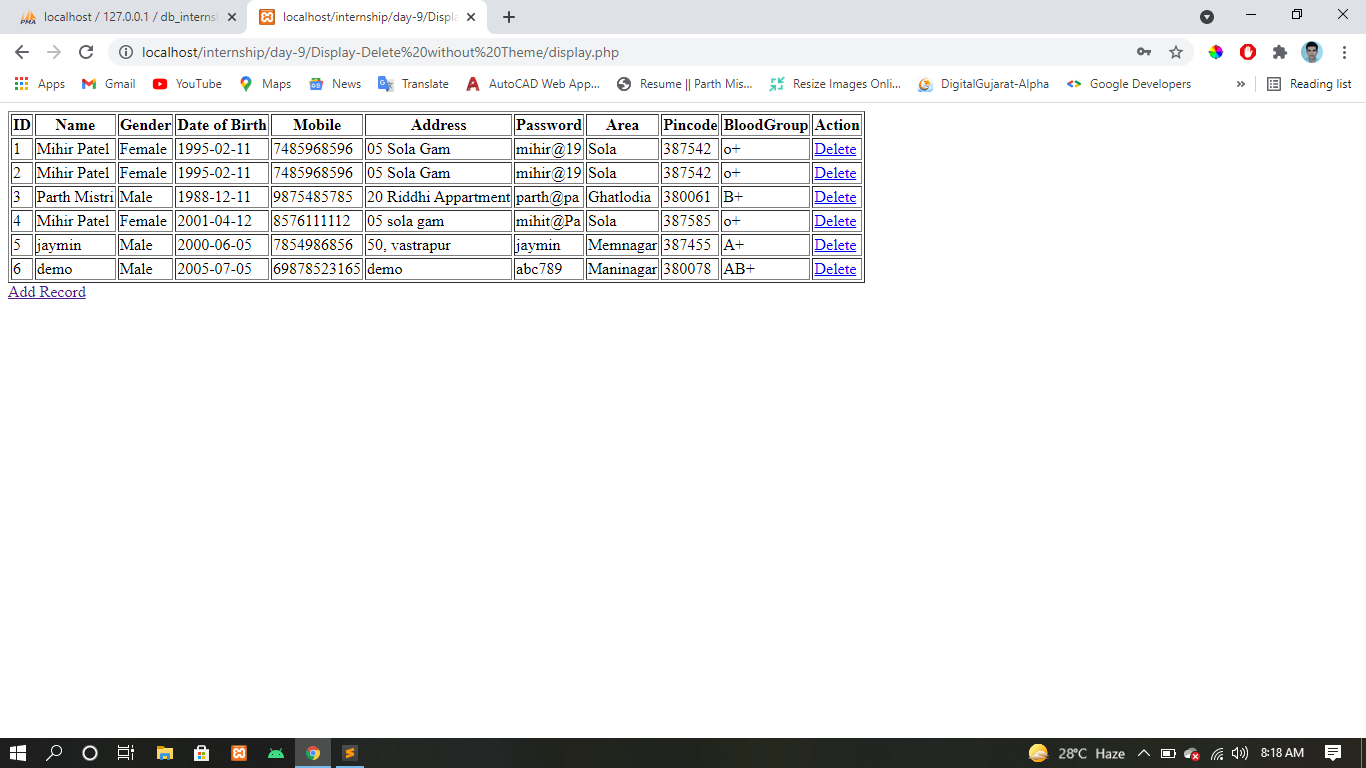 localhost / 127.0.0.1 / db_interns
localhost/internship/day-9/Displa
localhost/internship/day-9/Display-Delete%20without%20Theme/display.php
Apps Gmail YouTube Maps News Translate AutoCAD Web App... Resume || Parth Mis... Resize Images Onli... DigitalGujarat-Alpha Google Developers » Reading list
ID Name Gender Date of Birth Mobile Address Password Area Pincode BloodGroup Action
1 Mihir Patel Female 1995-02-11 7485968596 05 Sola Gam mihir@19 Sola 387542 o+ Delete
2 Mihir Patel Female 1995-02-11 7485968596 05 Sola Gam mihir@19 Sola 387542 o+ Delete
3 Parth Mistri Male 1988-12-11 9875485785 20 Riddhi Appartment parth@pa Ghatlodia 380061 B+ Delete
4 Mihir Patel Female 2001-04-12 8576111112 05 sola gam mihit@Pa Sola 387585 o+ Delete
5 jaymin Male 2000-06-05 7854986856 50, vastrapur jaymin Memnagar 387455 A+ Delete
6 demo Male 2005-07-05 69878523165 demo abc789 Maninagar 380078 AB+ Delete
Add Record
28°C Haze 8:18 AM